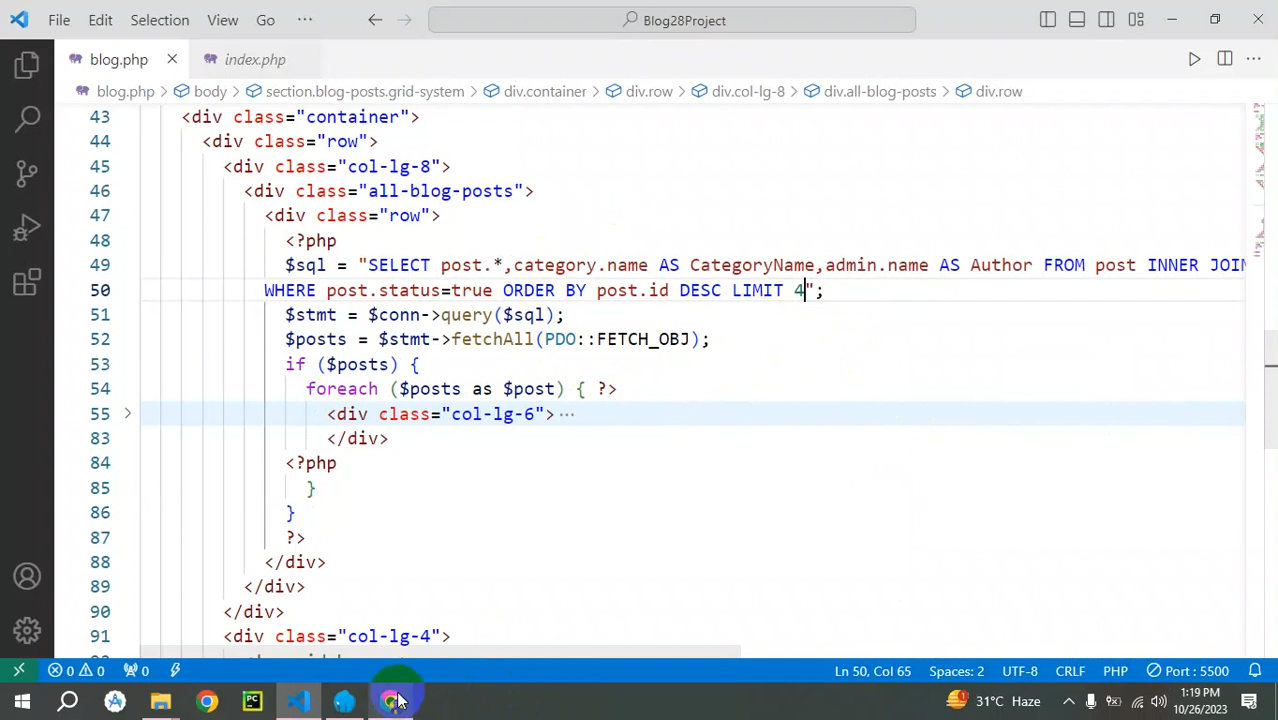 File Edit Selection View Go ··· Blog28Project
blog.php index.php
blog.php > body > section.blog-posts.grid-system > div.container > div.row > div.col-lg-8 > div.all-blog-posts > div.row
43 <div class="container">
44 <div class="row">
45 <div class="col-lg-8">
46 <div class="all-blog-posts">
47 <div class="row">
48 <?php
49 $sql = "SELECT post.*,category.name AS CategoryName,admin.name AS Author FROM post INNER JOIN
50 WHERE post.status=true ORDER BY post.id DESC LIMIT 4";
51 $stmt = $conn->query($sql);
52 $posts = $stmt->fetchAll(PDO::FETCH_OBJ);
53 if ($posts) {
54 foreach ($posts as $post) { ?>
55 <div class="col-lg-6">···
83 </div>
84 <?php
85 }
86 }
87 ?>
88 </div>
89 </div>
90 </div>
91 <div class="col-lg-4">
0 0 0 Ln 50, Col 65 Spaces: 2 UTF-8 CRLF PHP Port : 5500
PC 1 31°C Haze 1:19 PM
10/26/2023